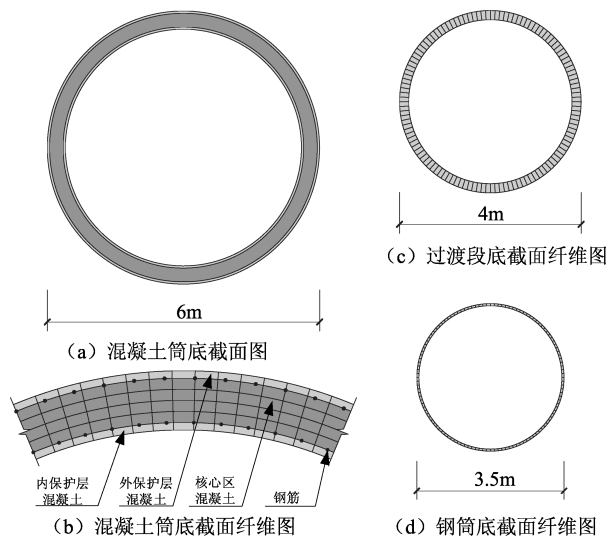 6m
(a) 混凝土筒底截面图
内保护层
混凝土
外保护层
混凝土
核心区
混凝土
钢筋
(b) 混凝土筒底截面纤维图
4m
(c) 过渡段底截面纤维图
3.5m
(d) 钢筒底截面纤维图